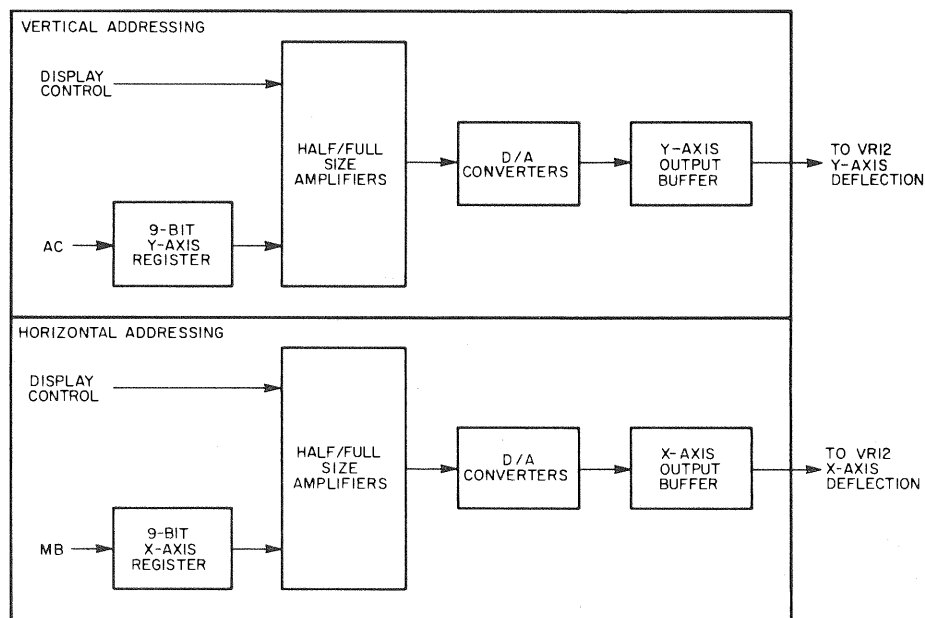 VERTICAL ADDRESSING
DISPLAY
CONTROL
HALF/FULL
SIZE
AMPLIFIERS
D/A
CONVERTERS
Y-AXIS
OUTPUT
BUFFER
TO VR12
Y-AXIS
DEFLECTION
AC
9-BIT
Y-AXIS
REGISTER
HORIZONTAL ADDRESSING
DISPLAY
CONTROL
HALF/FULL
SIZE
AMPLIFIERS
D/A
CONVERTERS
X-AXIS
OUTPUT
BUFFER
TO VR12
X-AXIS
DEFLECTION
MB
9-BIT
X-AXIS
REGISTER